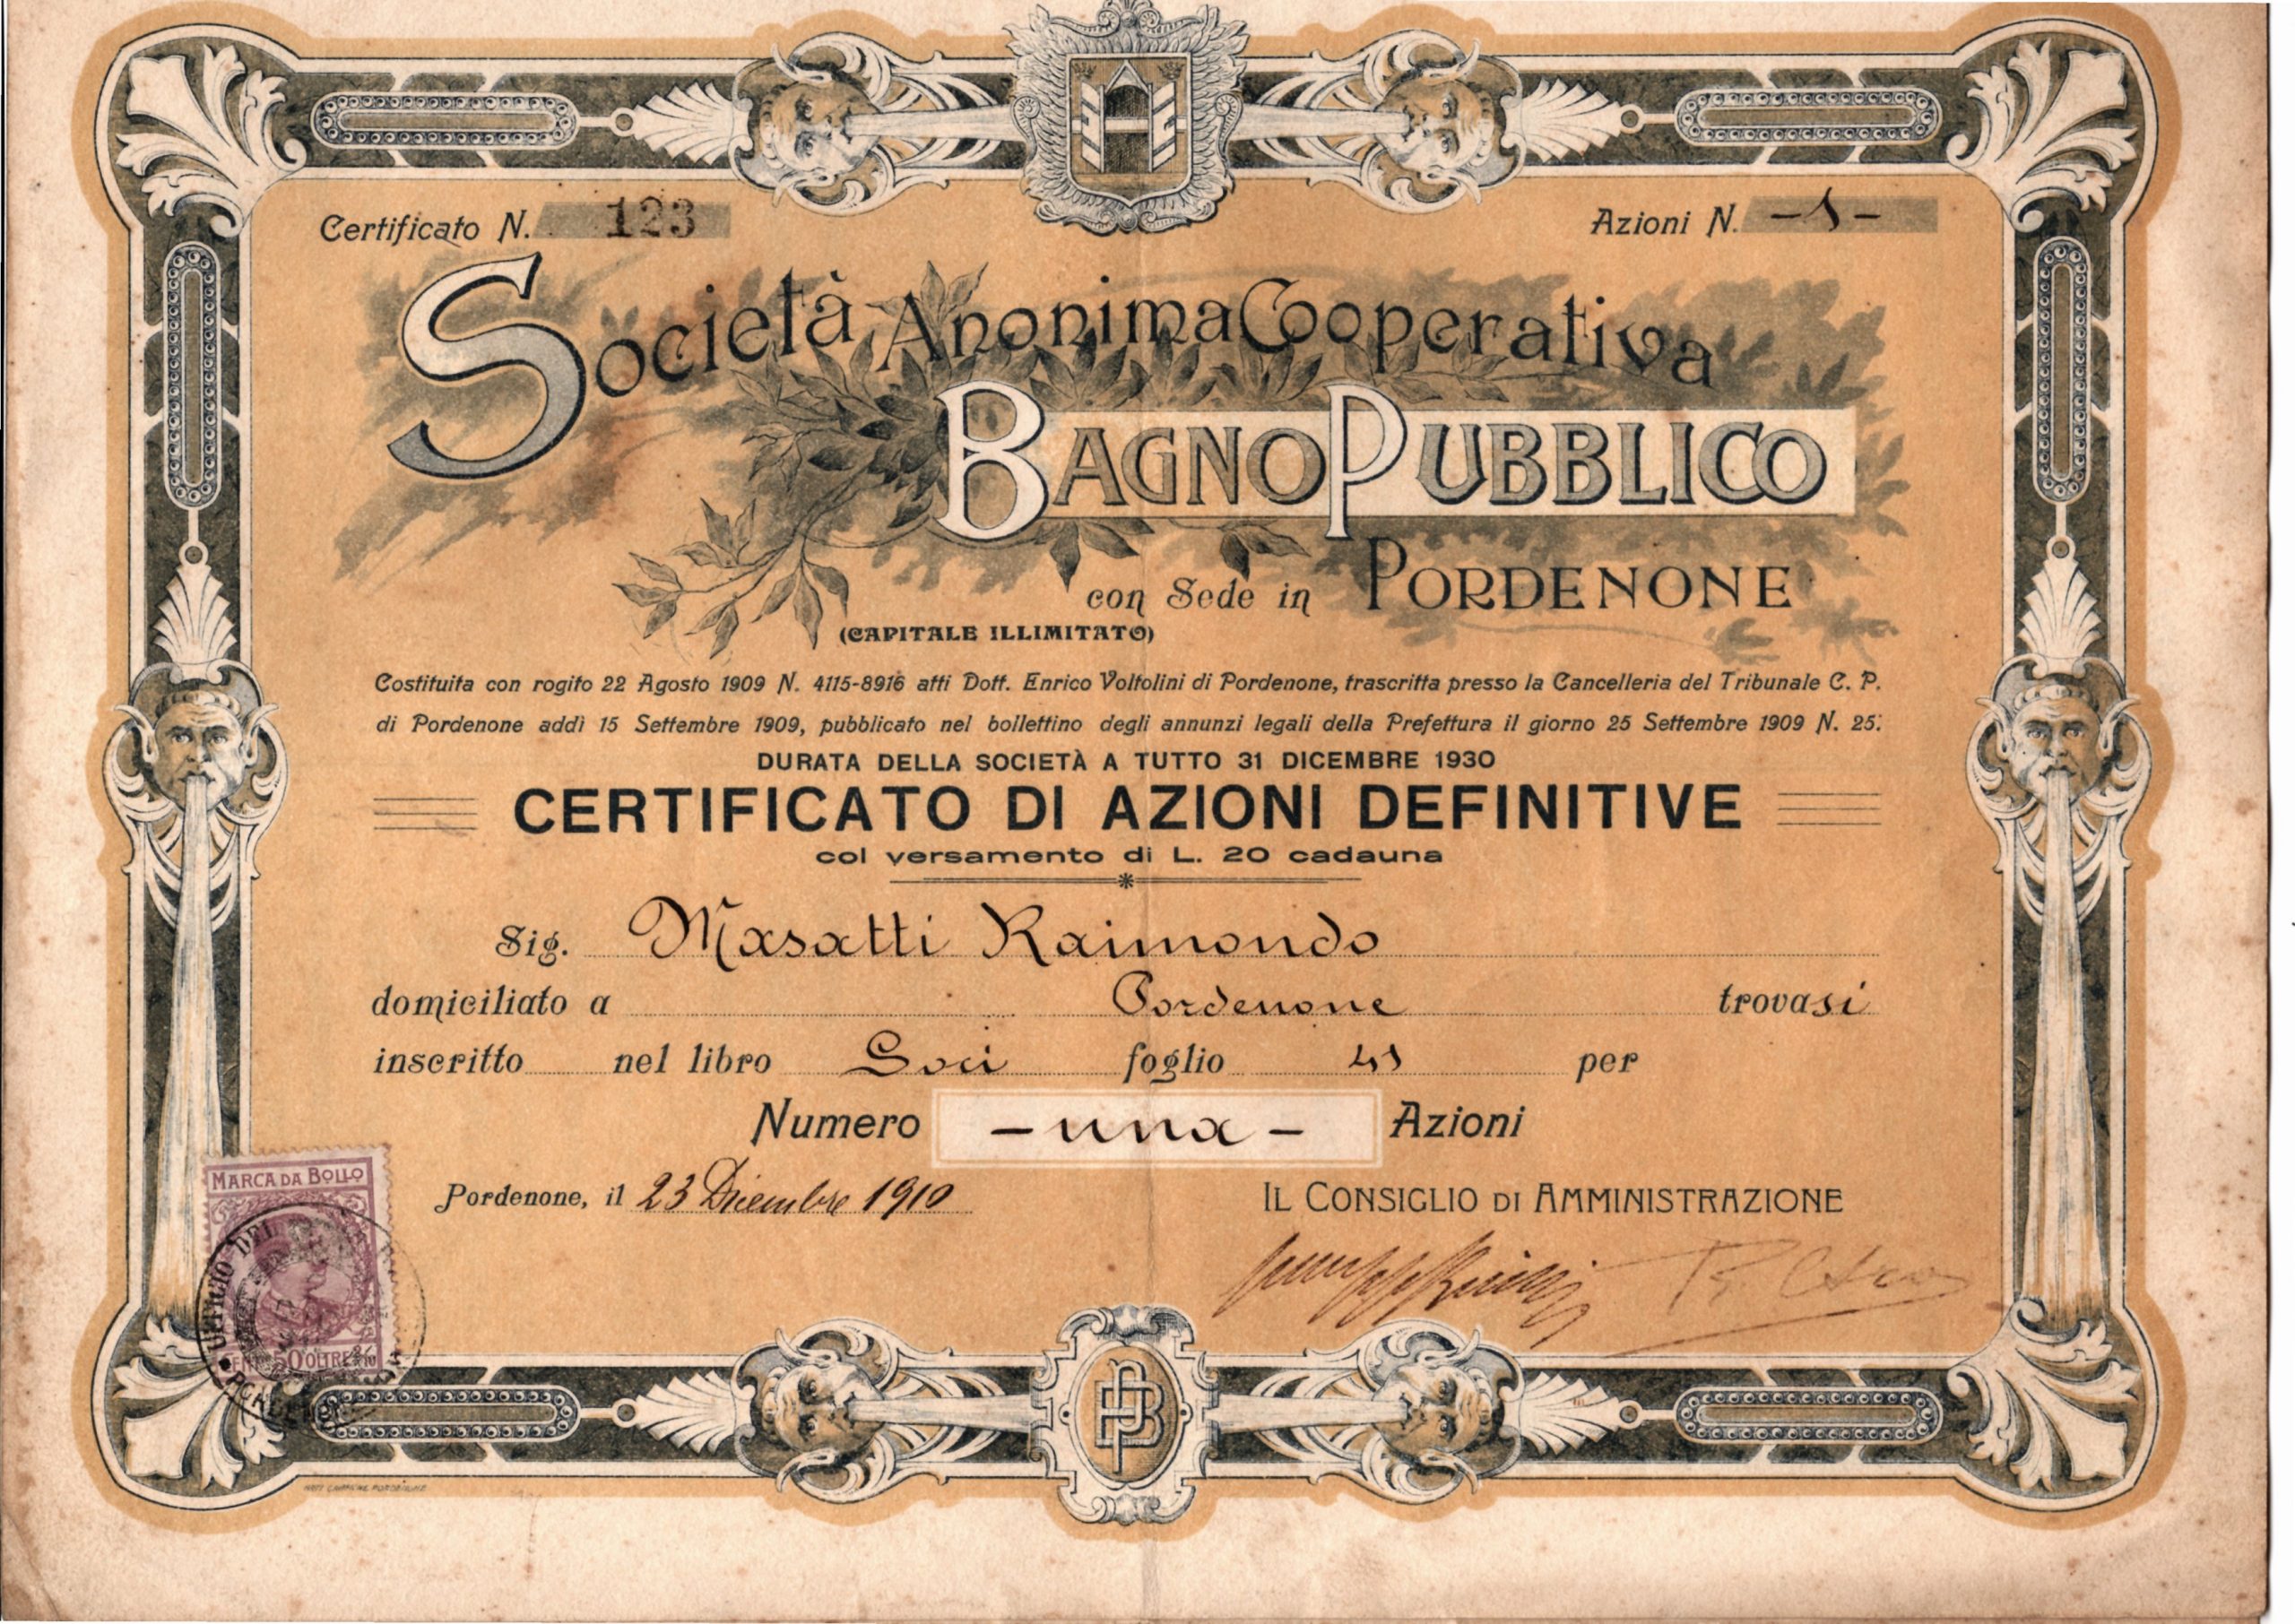 Certificato N. 123
Azioni N. -1-
Società Anonima Cooperativa
BAGNO PUBBLICO
con Sede in PORDENONE
(CAPITALE ILLIMITATO)
Costituita con rogito 22 Agosto 1909 N. 4115-8916 atti Dott. Enrico Voltolini di Pordenone, trascritta presso la Cancelleria del Tribunale C. P.
di Pordenone addì 15 Settembre 1909, pubblicato nel bollettino degli annunzi legali della Prefettura il giorno 25 Settembre 1909 N. 25.
DURATA DELLA SOCIETÀ A TUTTO 31 DICEMBRE 1930
CERTIFICATO DI AZIONI DEFINITIVE
col versamento di L. 20 cadauna
Sig. Masatti Raimondo
domiciliato a Pordenone trovasi
inscritto nel libro Soci foglio 41 per
Numero -una- Azioni
Pordenone, il 23 Dicembre 1910
IL CONSIGLIO DI AMMINISTRAZIONE
MARCA DA BOLLO
UFFICIO DEL
50 OLTRE
PORDENONE